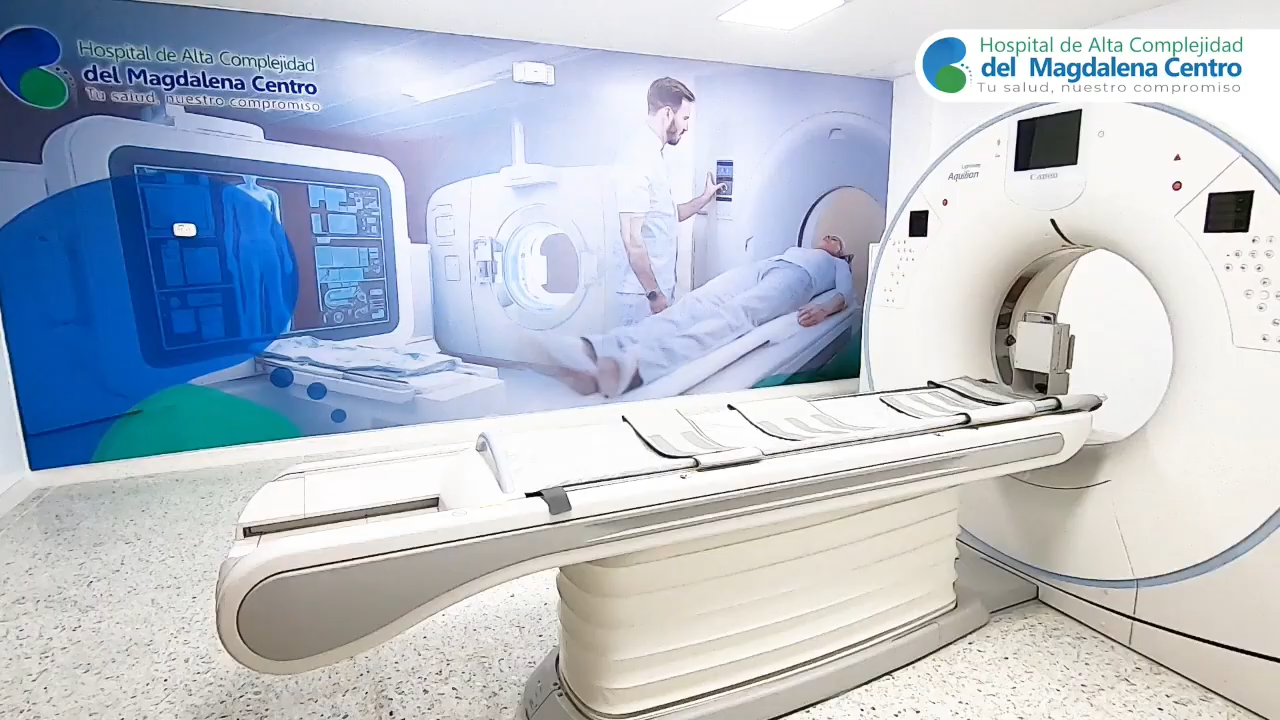 Hospital de Alta Complejidad
del Magdalena Centro
Tu salud, nuestro compromiso
Hospital de Alta Complejidad
del Magdalena Centro
Tu salud, nuestro compromiso
Aquilion
Canon